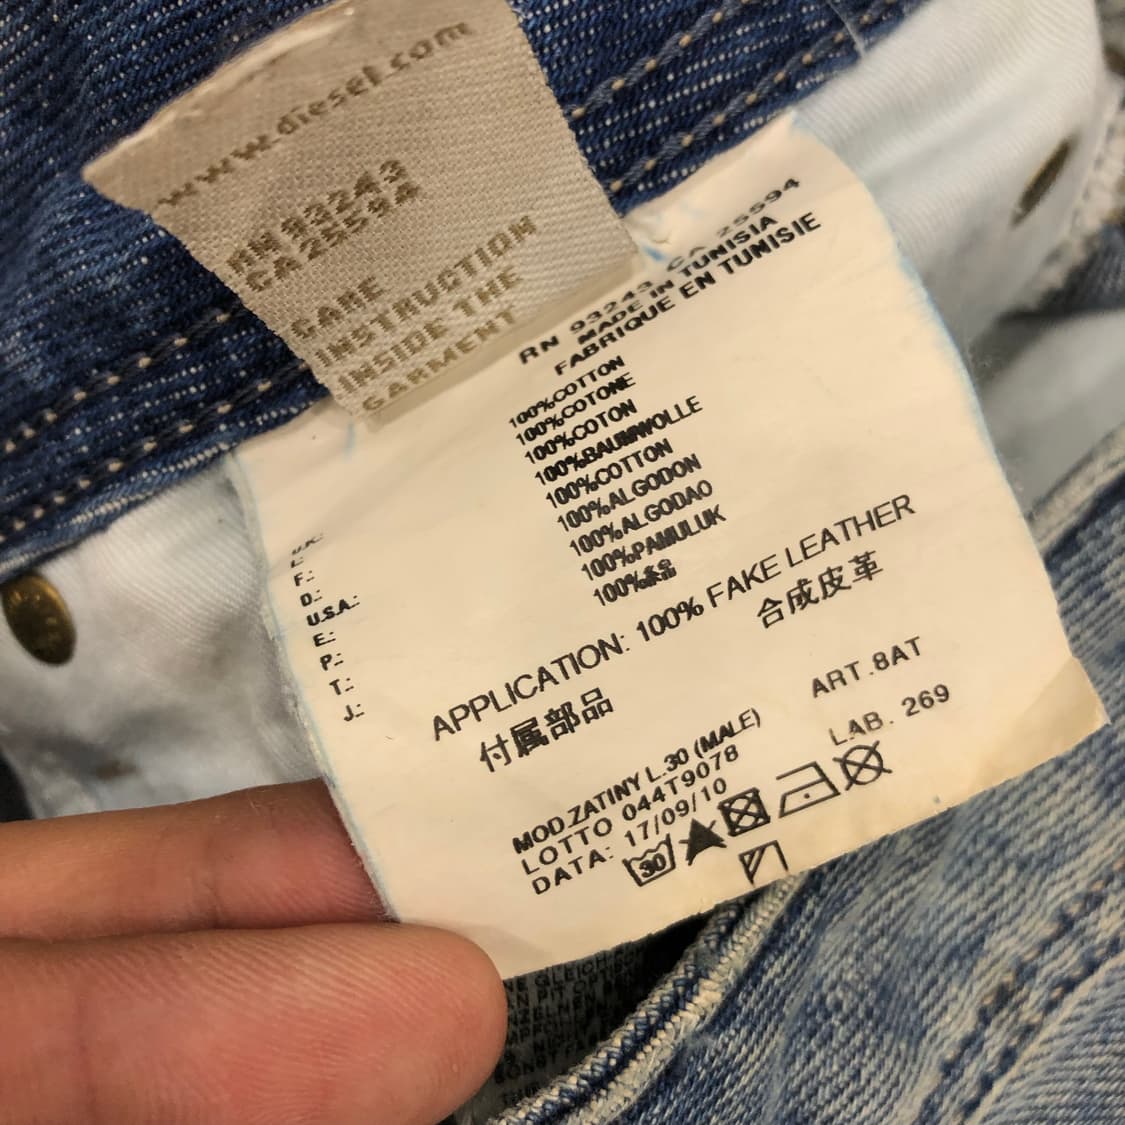 www.diesel.com
RN 93243
CA 25594
CARE
INSTRUCTION
INSIDE THE
GARMENT
RN 93243 CA 25594
MADE IN TUNISIA
FABRIQUE EN TUNISIE
U.K.: 100%COTTON
I.: 100%COTONE
F.: 100%COTON
D.: 100%BAUMWOLLE
U.S.A.: 100%COTTON
E.: 100%ALGODON
P.: 100%ALGODAO
T.: 100%PAMULUK
J.: 100%綿
APPLICATION: 100% FAKE LEATHER
付属部品 合成皮革
ART.8AT
MOD ZATINY L.30 (MALE)
LOTTO 044T9078 LAB. 269
DATA: 17/09/10
30